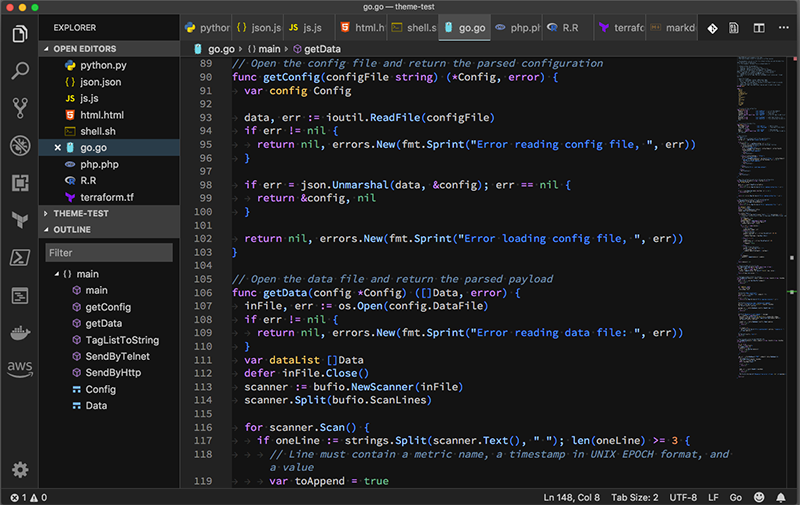 go.go — theme-test
EXPLORER
OPEN EDITORS
python.py
json.json
js.js
html.html
shell.sh
go.go
php.php
R.R
terraform.tf
THEME-TEST
OUTLINE
Filter
{ } main
main
getConfig
getData
TagListToString
SendByTelnet
SendByHttp
Config
Data
aws
python json.js js.js html.h shell.s go.go php.ph R.R terrafo markd
go.go › { } main › getData
89 // Open the config file and return the parsed configuration
90 func getConfig(configFile string) (*Config, error) {
91 var config Config
92
93 data, err := ioutil.ReadFile(configFile)
94 if err != nil {
95 return nil, errors.New(fmt.Sprint("Error reading config file, ", err))
96 }
97
98 if err = json.Unmarshal(data, &config); err == nil {
99 return &config, nil
100 }
101
102 return nil, errors.New(fmt.Sprint("Error loading config file, ", err))
103 }
104
105 // Open the data file and return the parsed payload
106 func getData(config *Config) ([]Data, error) {
107 inFile, err := os.Open(config.DataFile)
108 if err != nil {
109 return nil, errors.New(fmt.Sprint("Error reading data file: ", err))
110 }
111 var dataList []Data
112 defer inFile.Close()
113 scanner := bufio.NewScanner(inFile)
114 scanner.Split(bufio.ScanLines)
115
116 for scanner.Scan() {
117 if oneLine := strings.Split(scanner.Text(), " "); len(oneLine) >= 3 {
118 // Line must contain a metric name, a timestamp in UNIX EPOCH format, and
a value
119 var toAppend = true
1 0 Ln 148, Col 8 Tab Size: 2 UTF-8 LF Go